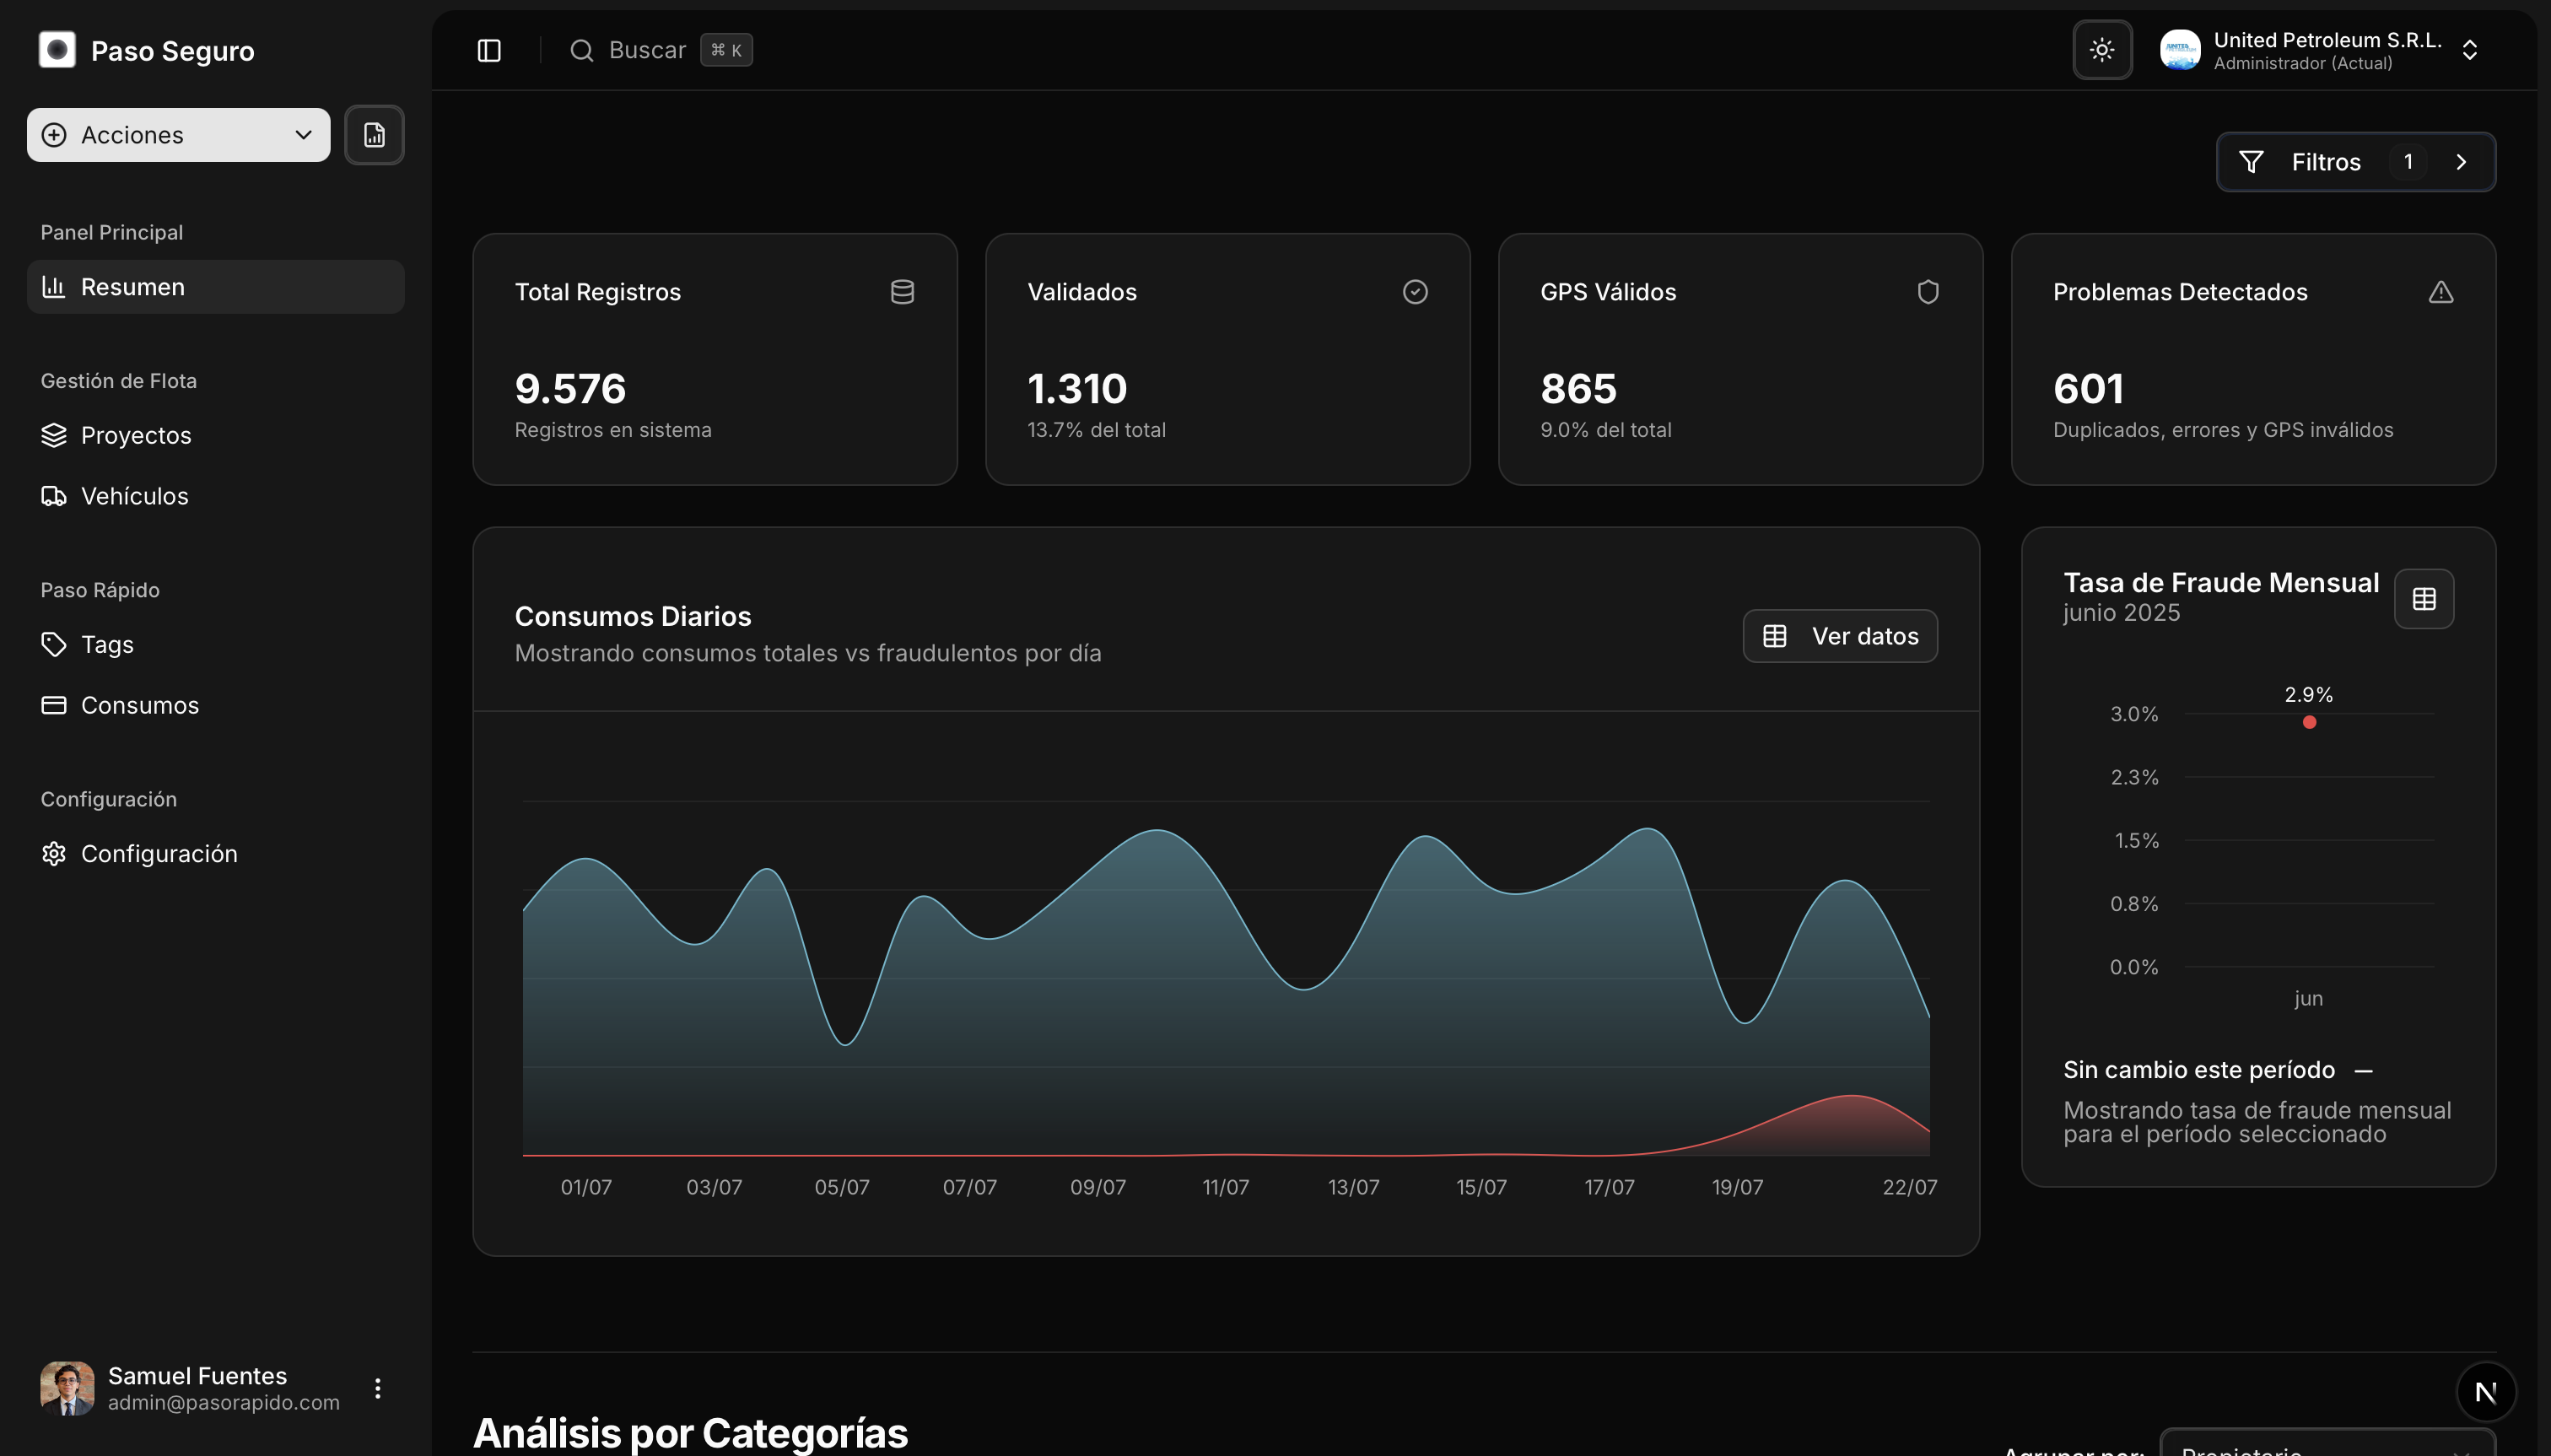 Paso Seguro
Acciones
Panel Principal
Resumen
Gestión de Flota
Proyectos
Vehículos
Paso Rápido
Tags
Consumos
Configuración
Configuración
Samuel Fuentes
admin@pasorapido.com
Buscar ⌘ K
United Petroleum S.R.L.
Administrador (Actual)
Filtros 1
Total Registros
9.576
Registros en sistema
Validados
1.310
13.7% del total
GPS Válidos
865
9.0% del total
Problemas Detectados
601
Duplicados, errores y GPS inválidos
Consumos Diarios
Mostrando consumos totales vs fraudulentos por día
Ver datos
01/07 03/07 05/07 07/07 09/07 11/07 13/07 15/07 17/07 19/07 22/07
Tasa de Fraude Mensual
junio 2025
2.9%
3.0%
2.3%
1.5%
0.8%
0.0%
jun
Sin cambio este período
Mostrando tasa de fraude mensual
para el período seleccionado
N
Análisis por Categorías
Agrupar por:
Propietario